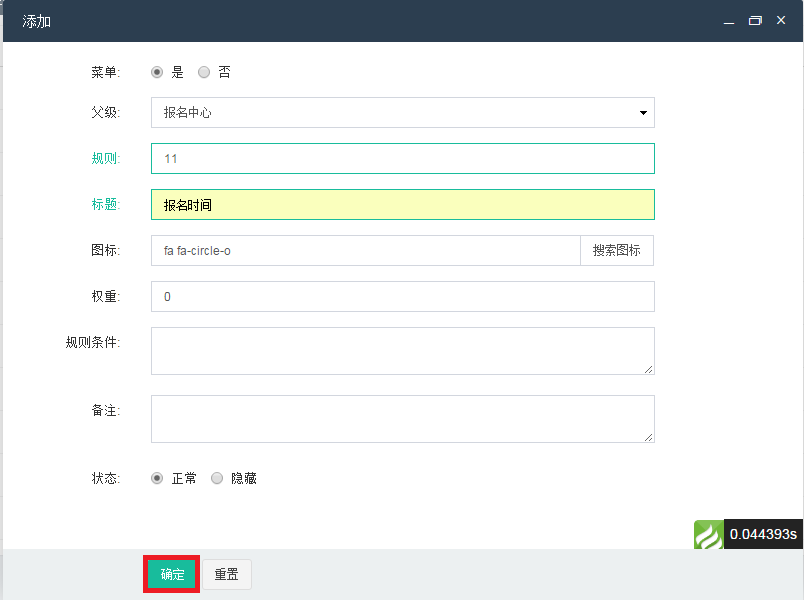 添加
菜单: 是 否
父级: 报名中心
规则: 11
标题: 报名时间
图标: fa fa-circle-o 搜索图标
权重: 0
规则条件:
备注:
状态: 正常 隐藏
0.044393s
确定 重置